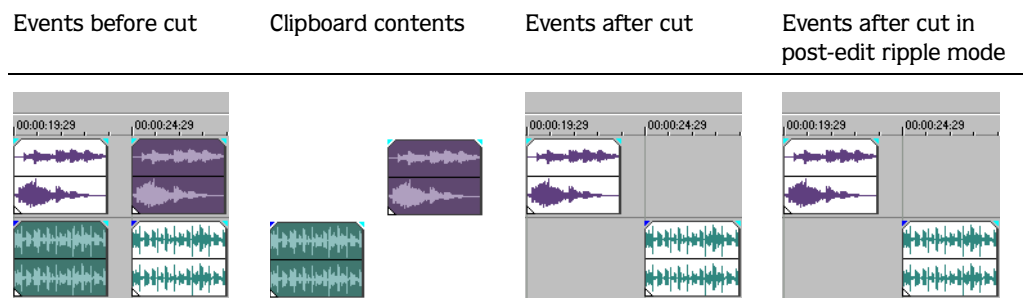 Events before cut
Clipboard contents
Events after cut
Events after cut in
post-edit ripple mode
00:00:19:29
00:00:24:29
00:00:19:29
00:00:24:29
00:00:19:29
00:00:24:29